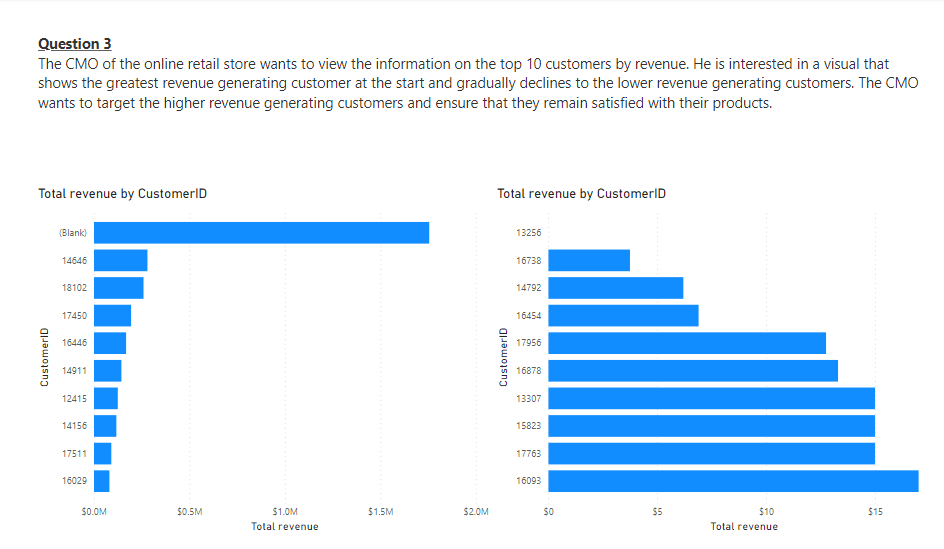 Question 3
The CMO of the online retail store wants to view the information on the top 10 customers by revenue. He is interested in a visual that
shows the greatest revenue generating customer at the start and gradually declines to the lower revenue generating customers. The CMO
wants to target the higher revenue generating customers and ensure that they remain satisfied with their products.
Total revenue by CustomerID
CustomerID
(Blank)
14646
18102
17450
16446
14911
12415
14156
17511
16029
$0.0M $0.5M $1.0M $1.5M $2.0M
Total revenue
Total revenue by CustomerID
CustomerID
13256
16738
14792
16454
17956
16878
13307
15823
17763
16093
$0 $5 $10 $15
Total revenue